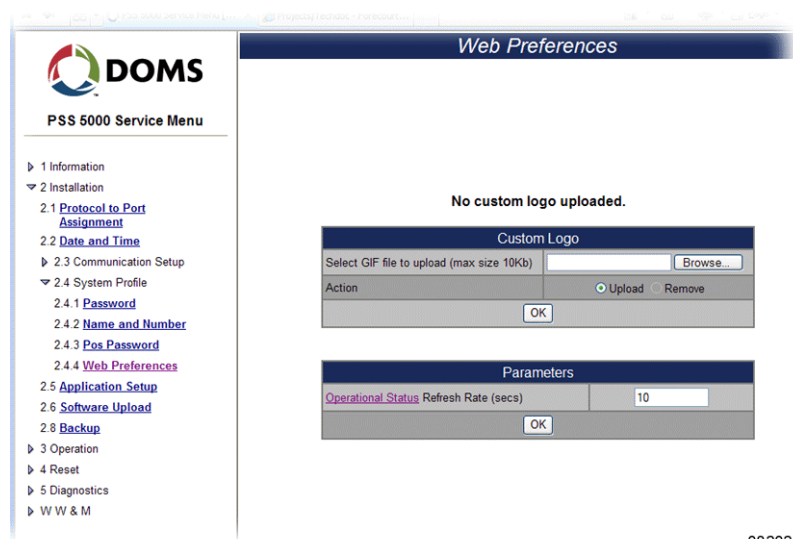 Web Preferences
DOMS
PSS 5000 Service Menu
1 Information
2 Installation
2.1 Protocol to Port
Assignment
2.2 Date and Time
2.3 Communication Setup
2.4 System Profile
2.4.1 Password
2.4.2 Name and Number
2.4.3 Pos Password
2.4.4 Web Preferences
2.5 Application Setup
2.6 Software Upload
2.8 Backup
3 Operation
4 Reset
5 Diagnostics
W W & M
No custom logo uploaded.
Custom Logo
Select GIF file to upload (max size 10Kb) Browse...
Action Upload Remove
OK
Parameters
Operational Status Refresh Rate (secs) 10
OK